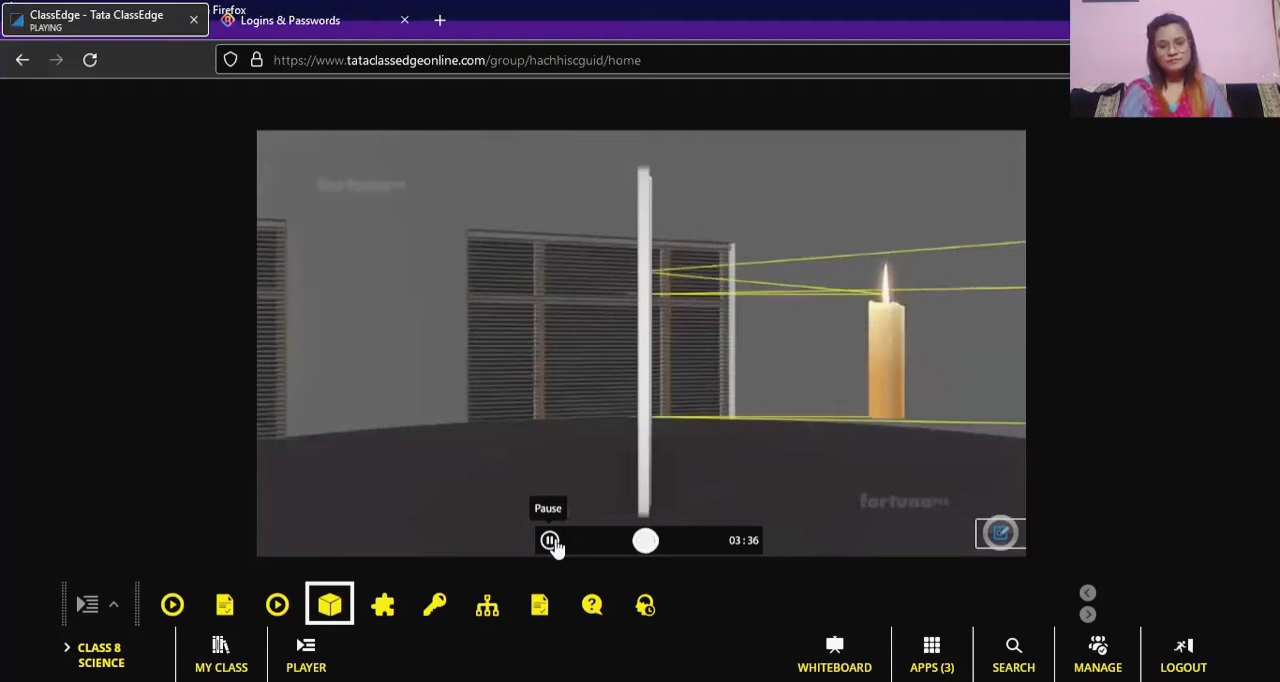 Firefox
ClassEdge - Tata ClassEdge
PLAYING
Logins & Passwords
https://www.tataclassedgeonline.com/group/hachhiscguid/home
Pause
03:36
CLASS 8
SCIENCE
MY CLASS
PLAYER
WHITEBOARD
APPS (3)
SEARCH
MANAGE
LOGOUT